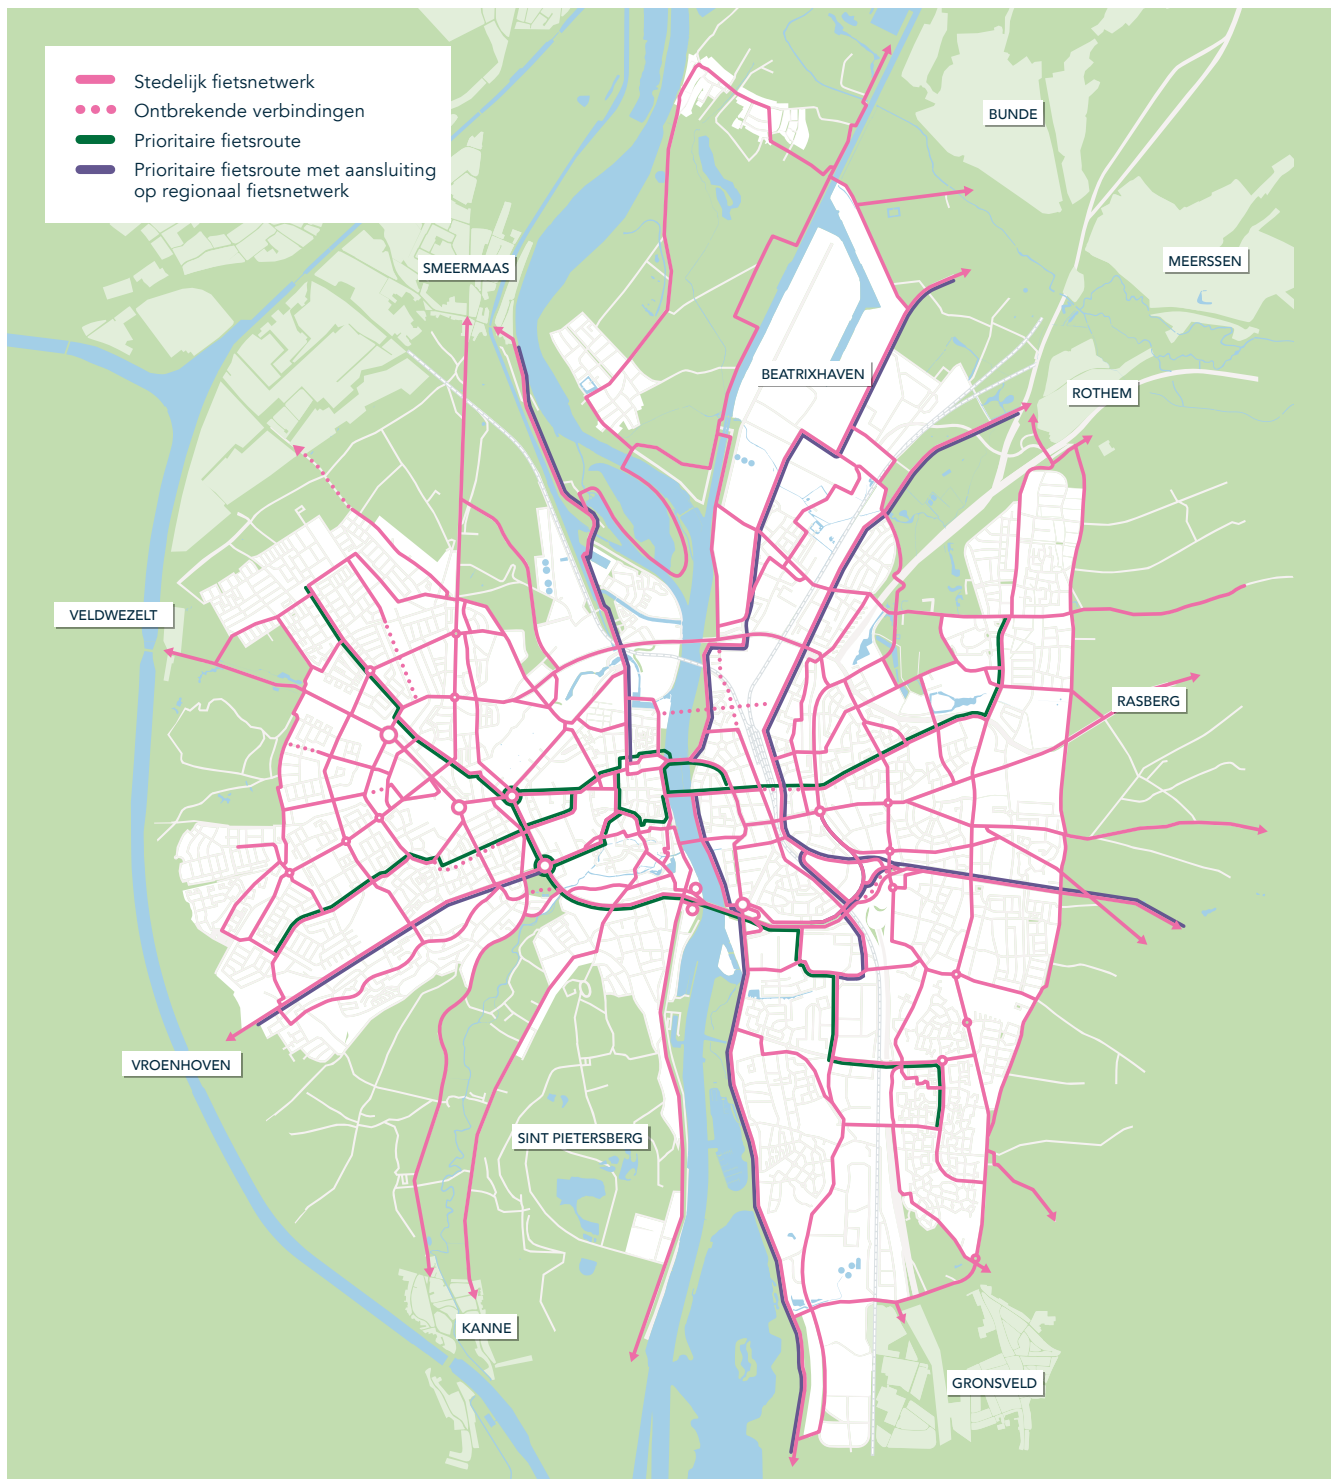 Stedelijk fietsnetwerk
Ontbrekende verbindingen
Prioritaire fietsroute
Prioritaire fietsroute met aansluiting
op regionaal fietsnetwerk
BUNDE
MEERSSEN
SMEERMAAS
BEATRIXHAVEN
ROTHEM
VELDWEZELT
RASBERG
VROENHOVEN
SINT PIETERSBERG
KANNE
GRONSVELD